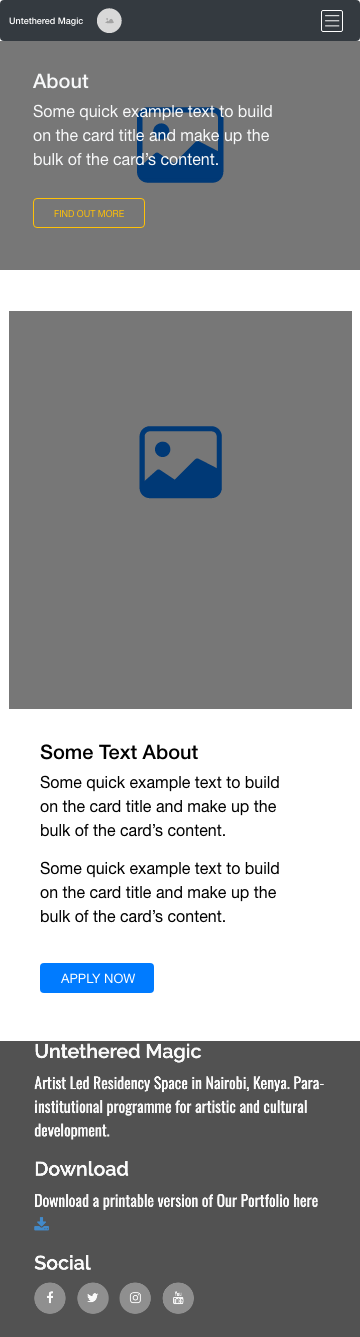 Untethered Magic
About
Some quick example text to build
on the card title and make up the
bulk of the card’s content.
FIND OUT MORE
Some Text About
Some quick example text to build
on the card title and make up the
bulk of the card’s content.
Some quick example text to build
on the card title and make up the
bulk of the card’s content.
APPLY NOW
Untethered Magic
Artist Led Residency Space in Nairobi, Kenya. Para-
institutional programme for artistic and cultural
development.
Download
Download a printable version of Our Portfolio here
Social